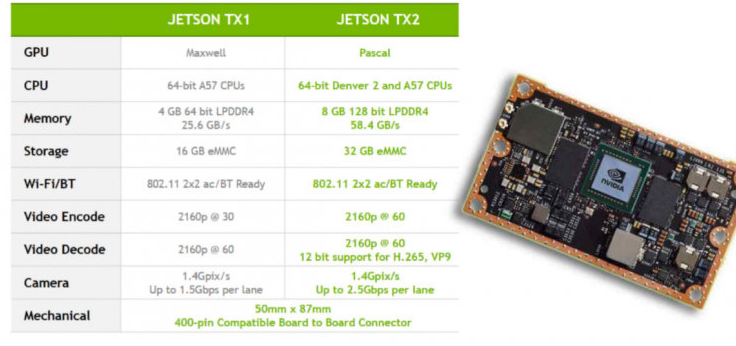 JETSON TX1 JETSON TX2
GPU Maxwell Pascal
CPU 64-bit A57 CPUs 64-bit Denver 2 and A57 CPUs
Memory 4 GB 64 bit LPDDR4 8 GB 128 bit LPDDR4
25.6 GB/s 58.4 GB/s
Storage 16 GB eMMC 32 GB eMMC
Wi-Fi/BT 802.11 2x2 ac/BT Ready 802.11 2x2 ac/BT Ready
Video Encode 2160p @ 30 2160p @ 60
Video Decode 2160p @ 60 2160p @ 60
12 bit support for H.265, VP9
Camera 1.4Gpix/s 1.4Gpix/s
Up to 1.5Gbps per lane Up to 2.5Gbps per lane
Mechanical 50mm x 87mm
400-pin Compatible Board to Board Connector
NVIDIA